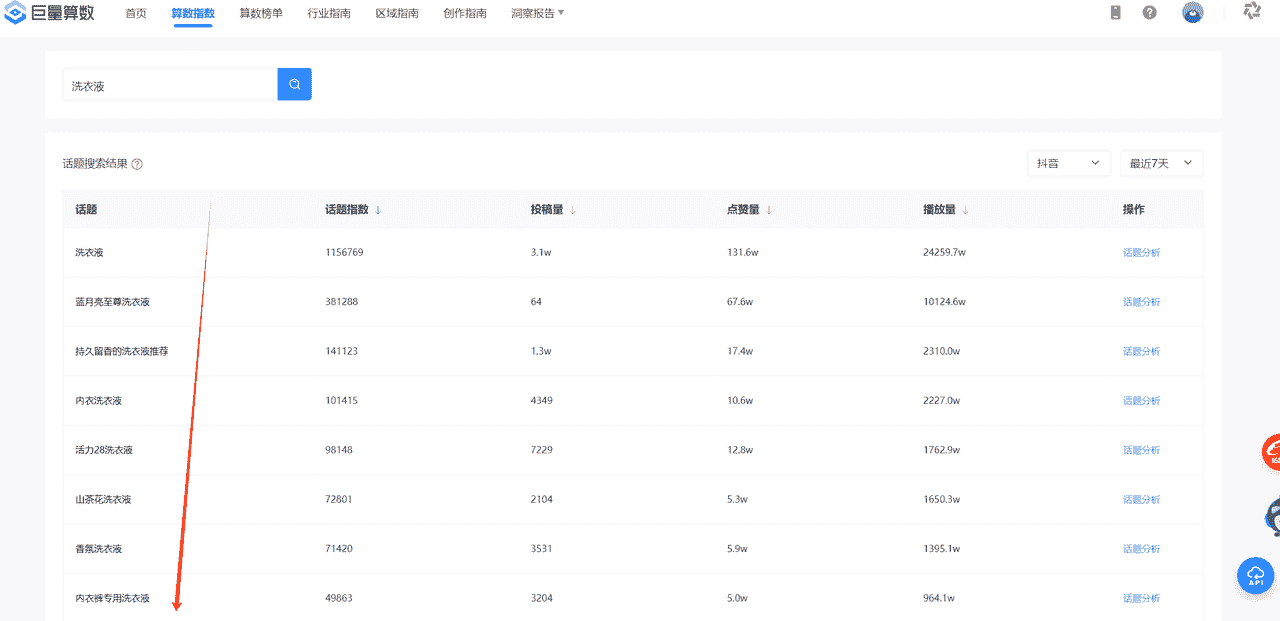 巨量算数 首页 算数指数 算数榜单 行业指南 区域指南 创作指南 洞察报告
洗衣液
话题搜索结果 抖音 最近7天
话题 话题指数 投稿量 点赞量 播放量 操作
洗衣液 1156769 3.1w 131.6w 24259.7w 话题分析
蓝月亮至尊洗衣液 381288 64 67.6w 10124.6w 话题分析
持久留香的洗衣液推荐 141123 1.3w 17.4w 2310.0w 话题分析
内衣洗衣液 101415 4349 10.6w 2227.0w 话题分析
活力28洗衣液 98148 7229 12.8w 1762.9w 话题分析
山茶花洗衣液 72801 2104 5.3w 1650.3w 话题分析
香氛洗衣液 71420 3531 5.9w 1395.1w 话题分析
内衣裤专用洗衣液 49863 3204 5.0w 964.1w 话题分析
API